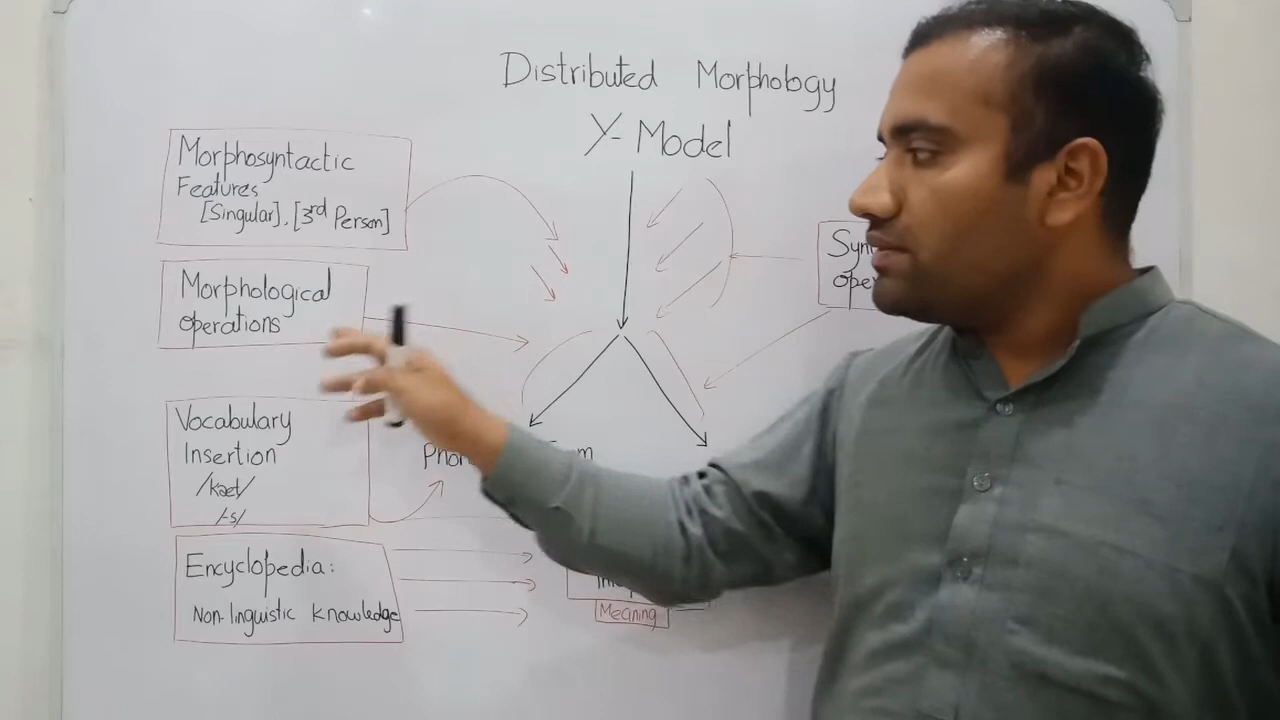 Distributed Morphology
Y-Model
Morphosyntactic
Features
[Singular], [3rd Person]
Morphological
operations
Vocabulary
Insertion
/kæt/
/-s/
Encyclopedia:
Non-linguistic knowledge
Meaning